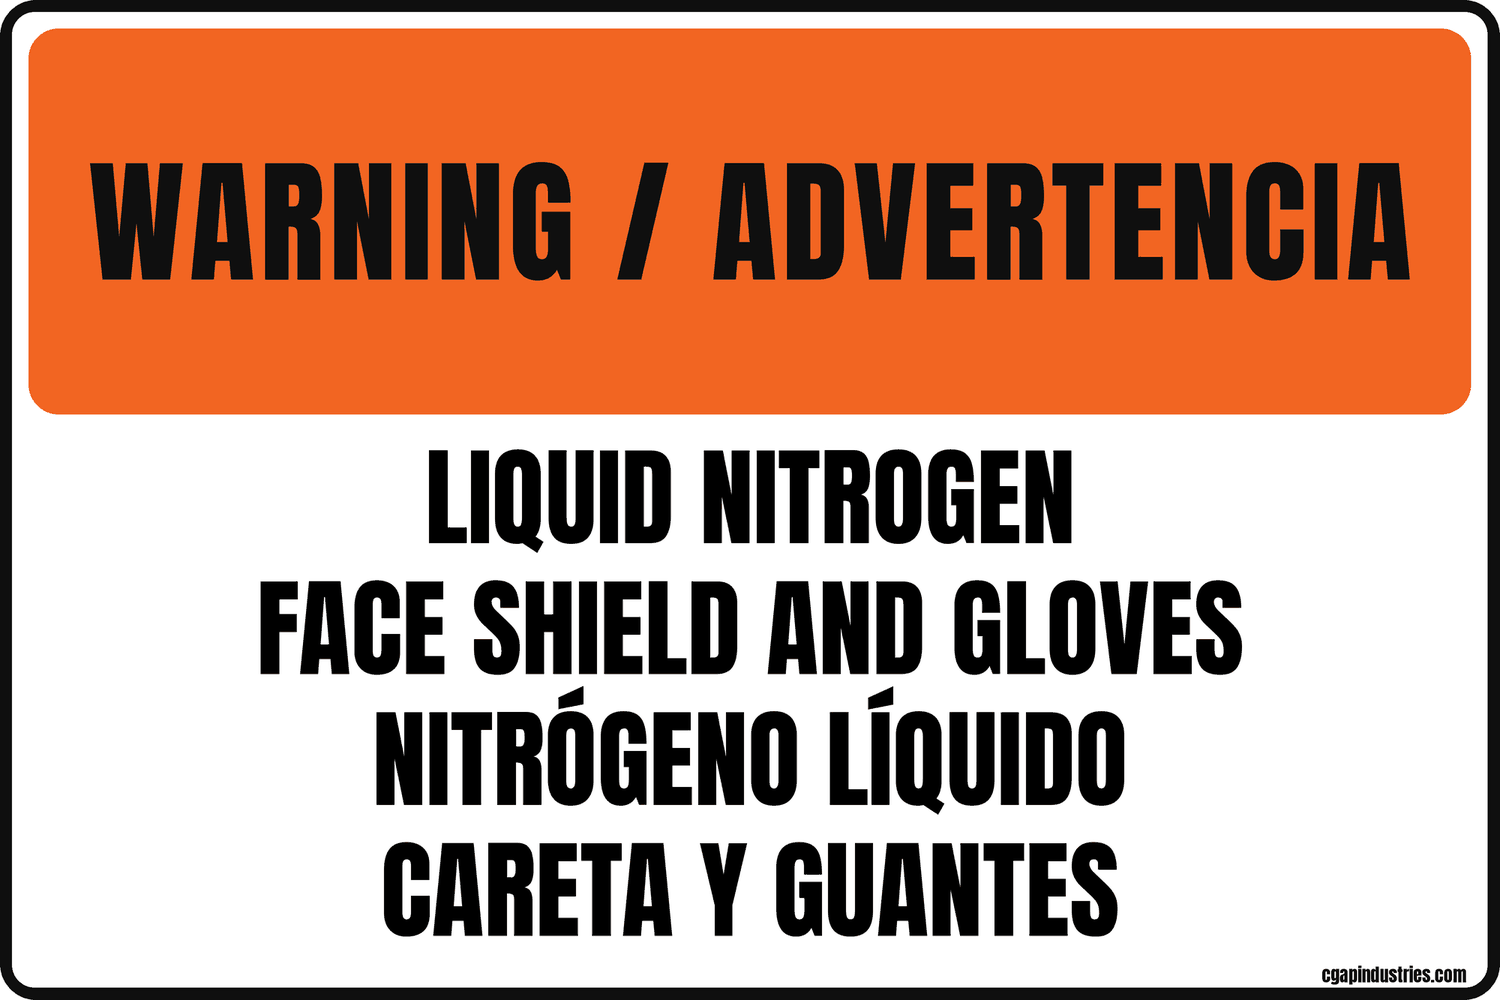 WARNING / ADVERTENCIA
LIQUID NITROGEN
FACE SHIELD AND GLOVES
NITRÓGENO LÍQUIDO
CARETA Y GUANTES
cgapindustries.com